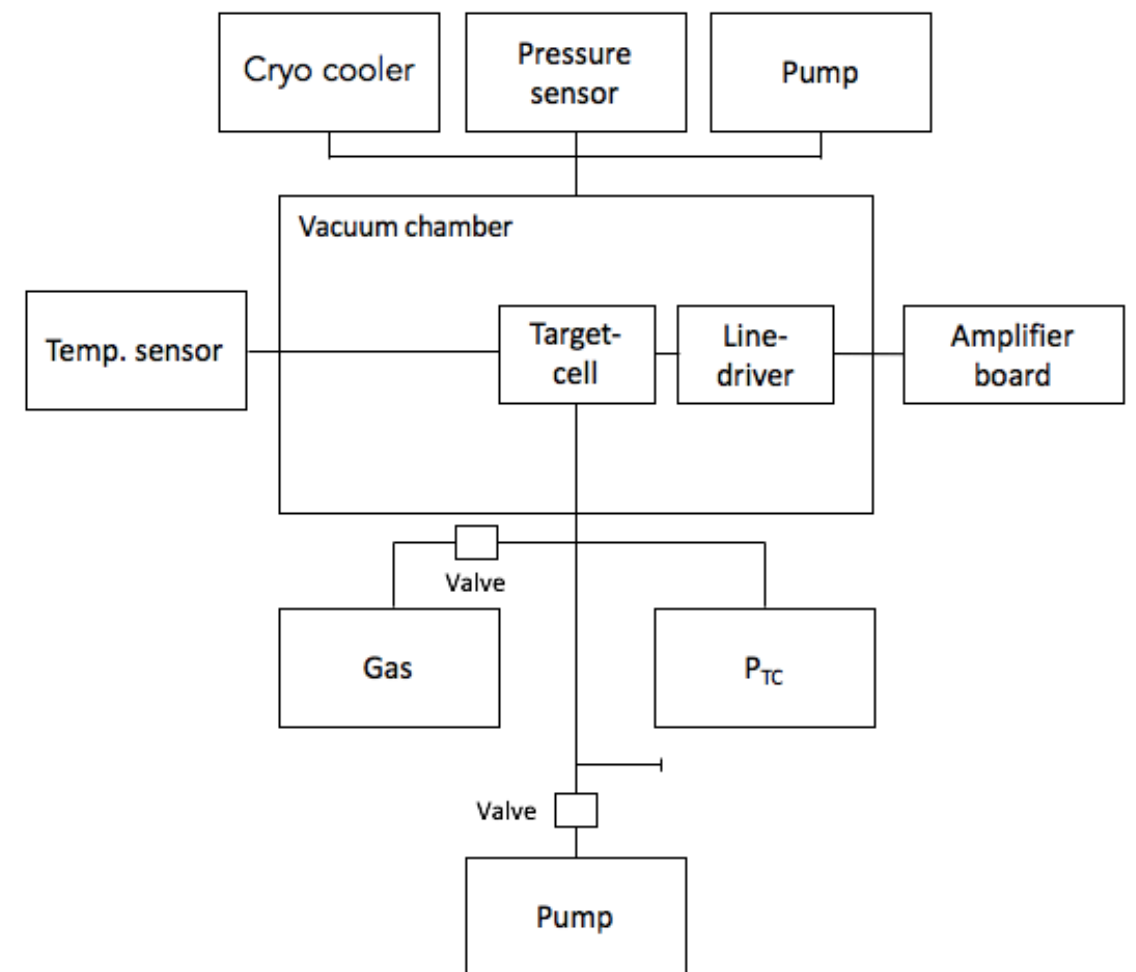 Cryo cooler
Pressure
sensor
Pump
Vacuum chamber
Temp. sensor
Target-
cell
Line-
driver
Amplifier
board
Valve
Gas
P_TC
Valve
Pump